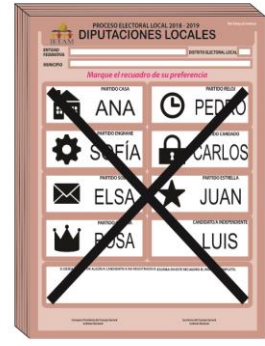 PROCESO ELECTORAL LOCAL 2018 - 2019
DIPUTACIONES LOCALES
ENTIDAD FEDERATIVA
DISTRITO ELECTORAL LOCAL
MUNICIPIO
Marque el recuadro de su preferencia
PARTIDO CASA
ANA
PARTIDO RELOJ
PEDRO
PARTIDO ENGRANE
SOFÍA
PARTIDO CANDADO
CARLOS
PARTIDO
ELSA
PARTIDO ESTRELLA
JUAN
PARTIDO
ROSA
CANDIDATO A INDEPENDIENTE
LUIS